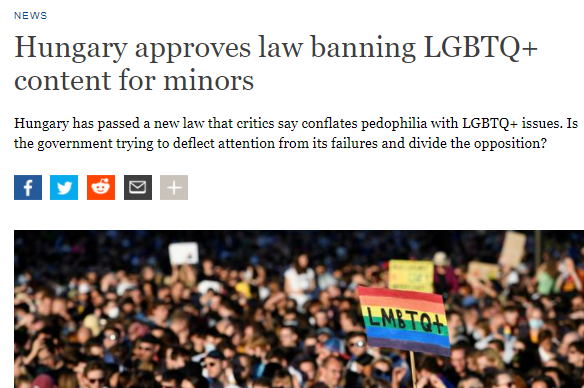 NEWS
Hungary approves law banning LGBTQ+
content for minors
Hungary has passed a new law that critics say conflates pedophilia with LGBTQ+ issues. Is
the government trying to deflect attention from its failures and divide the opposition?
LMBTQ+